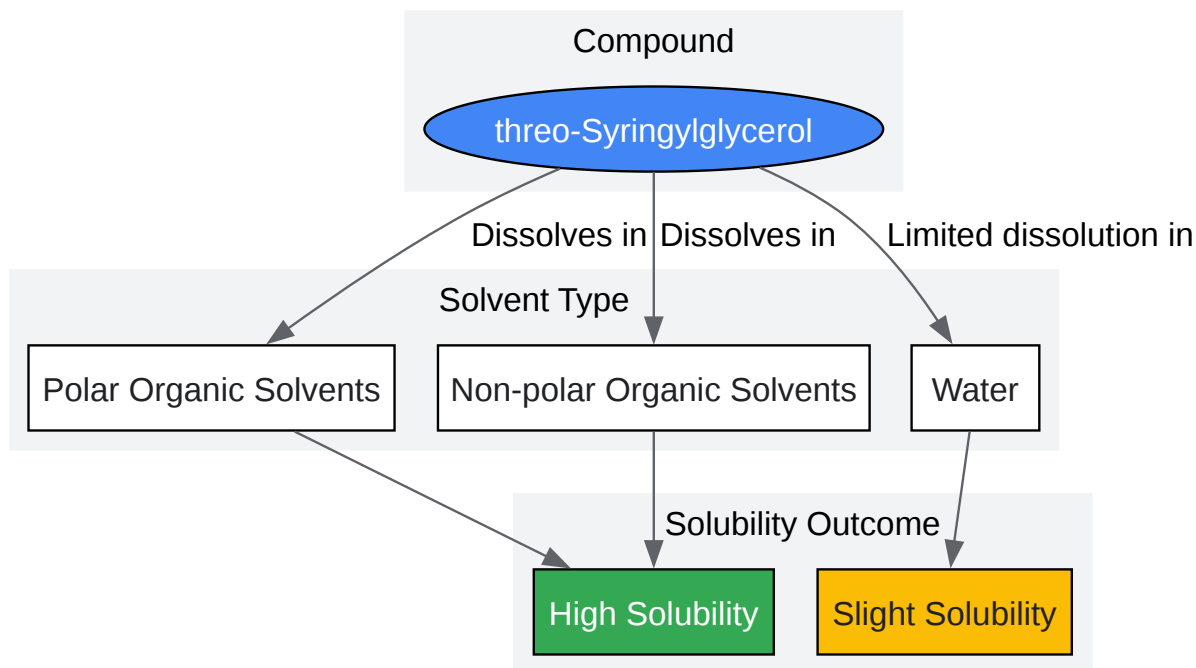 Compound
threo-Syringylglycerol
Dissolves in
Dissolves in
Limited dissolution in
Solvent Type
Polar Organic Solvents
Non-polar Organic Solvents
Water
Solubility Outcome
High Solubility
Slight Solubility